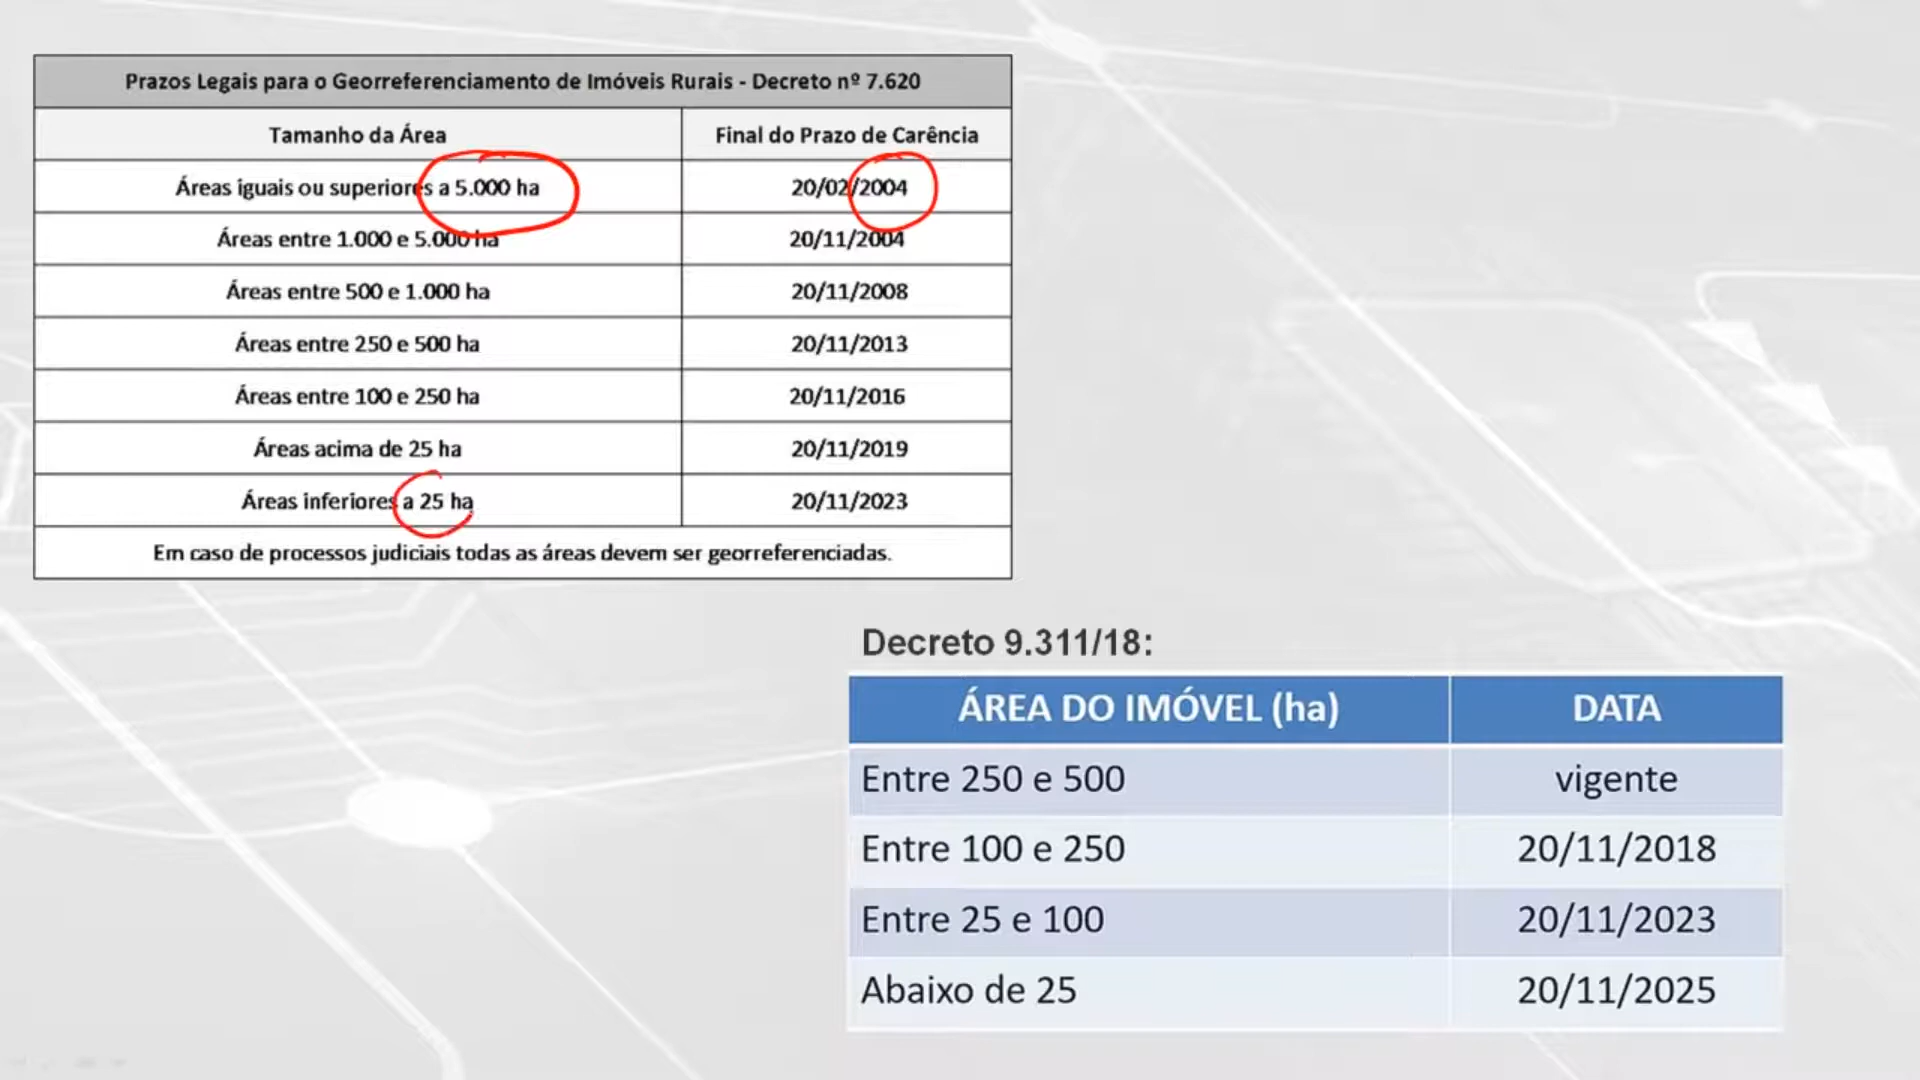 Prazos Legais para o Georreferenciamento de Imóveis Rurais - Decreto nº 7.620
Tamanho da Área Final do Prazo de Carência
Áreas iguais ou superiores a 5.000 ha 20/02/2004
Áreas entre 1.000 e 5.000 ha 20/11/2004
Áreas entre 500 e 1.000 ha 20/11/2008
Áreas entre 250 e 500 ha 20/11/2013
Áreas entre 100 e 250 ha 20/11/2016
Áreas acima de 25 ha 20/11/2019
Áreas inferiores a 25 ha 20/11/2023
Em caso de processos judiciais todas as áreas devem ser georreferenciadas.
Decreto 9.311/18:
ÁREA DO IMÓVEL (ha) DATA
Entre 250 e 500 vigente
Entre 100 e 250 20/11/2018
Entre 25 e 100 20/11/2023
Abaixo de 25 20/11/2025